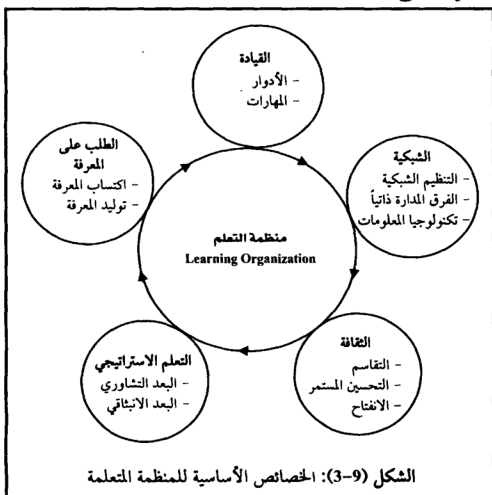 القيادة
- الأدوار
- المهارات
الشبكية
- التنظيم الشبكية
- الفرق المدارة ذاتياً
- تكنولوجيا المعلومات
الطلب على
المعرفة
- اكتساب المعرفة
- توليد المعرفة
منظمة التعلم
Learning Organization
الثقافة
- التقاسم
- التحسين المستمر
- الانفتاح
التعلم الاستراتيجي
- البعد التشاوري
- البعد الانبثاقي
الشكل (9-3): الخصائص الأساسية للمنظمة المتعلمة